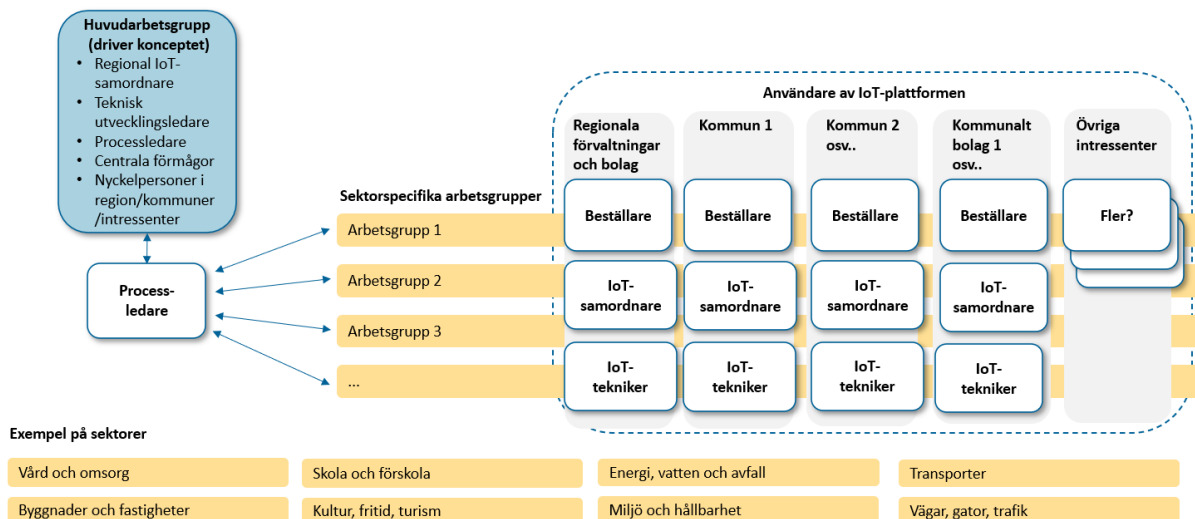 Huvudarbetsgrupp
(driver konceptet)
• Regional IoT-
samordnare
• Teknisk
utvecklingsledare
• Processledare
• Centrala förmågor
• Nyckelpersoner i
region/kommuner
/intressenter
Process-
ledare
Sektorspecifika arbetsgrupper
Arbetsgrupp 1
Arbetsgrupp 2
Arbetsgrupp 3
...
Användare av IoT-plattformen
Regionala
förvaltningar
och bolag
Beställare
IoT-
samordnare
IoT-
tekniker
Kommun 1
Beställare
IoT-
samordnare
IoT-
tekniker
Kommun 2
osv..
Beställare
IoT-
samordnare
IoT-
tekniker
Kommunalt
bolag 1
osv..
Beställare
IoT-
samordnare
IoT-
tekniker
Övriga
intressenter
Fler?
Exempel på sektorer
Vård och omsorg
Skola och förskola
Energi, vatten och avfall
Transporter
Byggnader och fastigheter
Kultur, fritid, turism
Miljö och hållbarhet
Vägar, gator, trafik